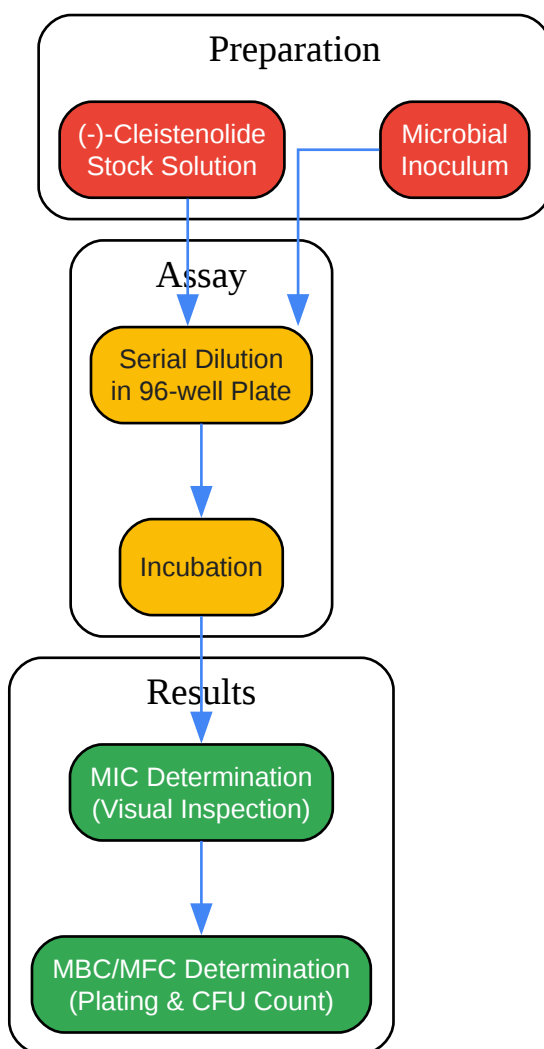 Preparation
(-)-Cleistenolide
Stock Solution
Microbial
Inoculum
Assay
Serial Dilution
in 96-well Plate
Incubation
Results
MIC Determination
(Visual Inspection)
MBC/MFC Determination
(Plating & CFU Count)